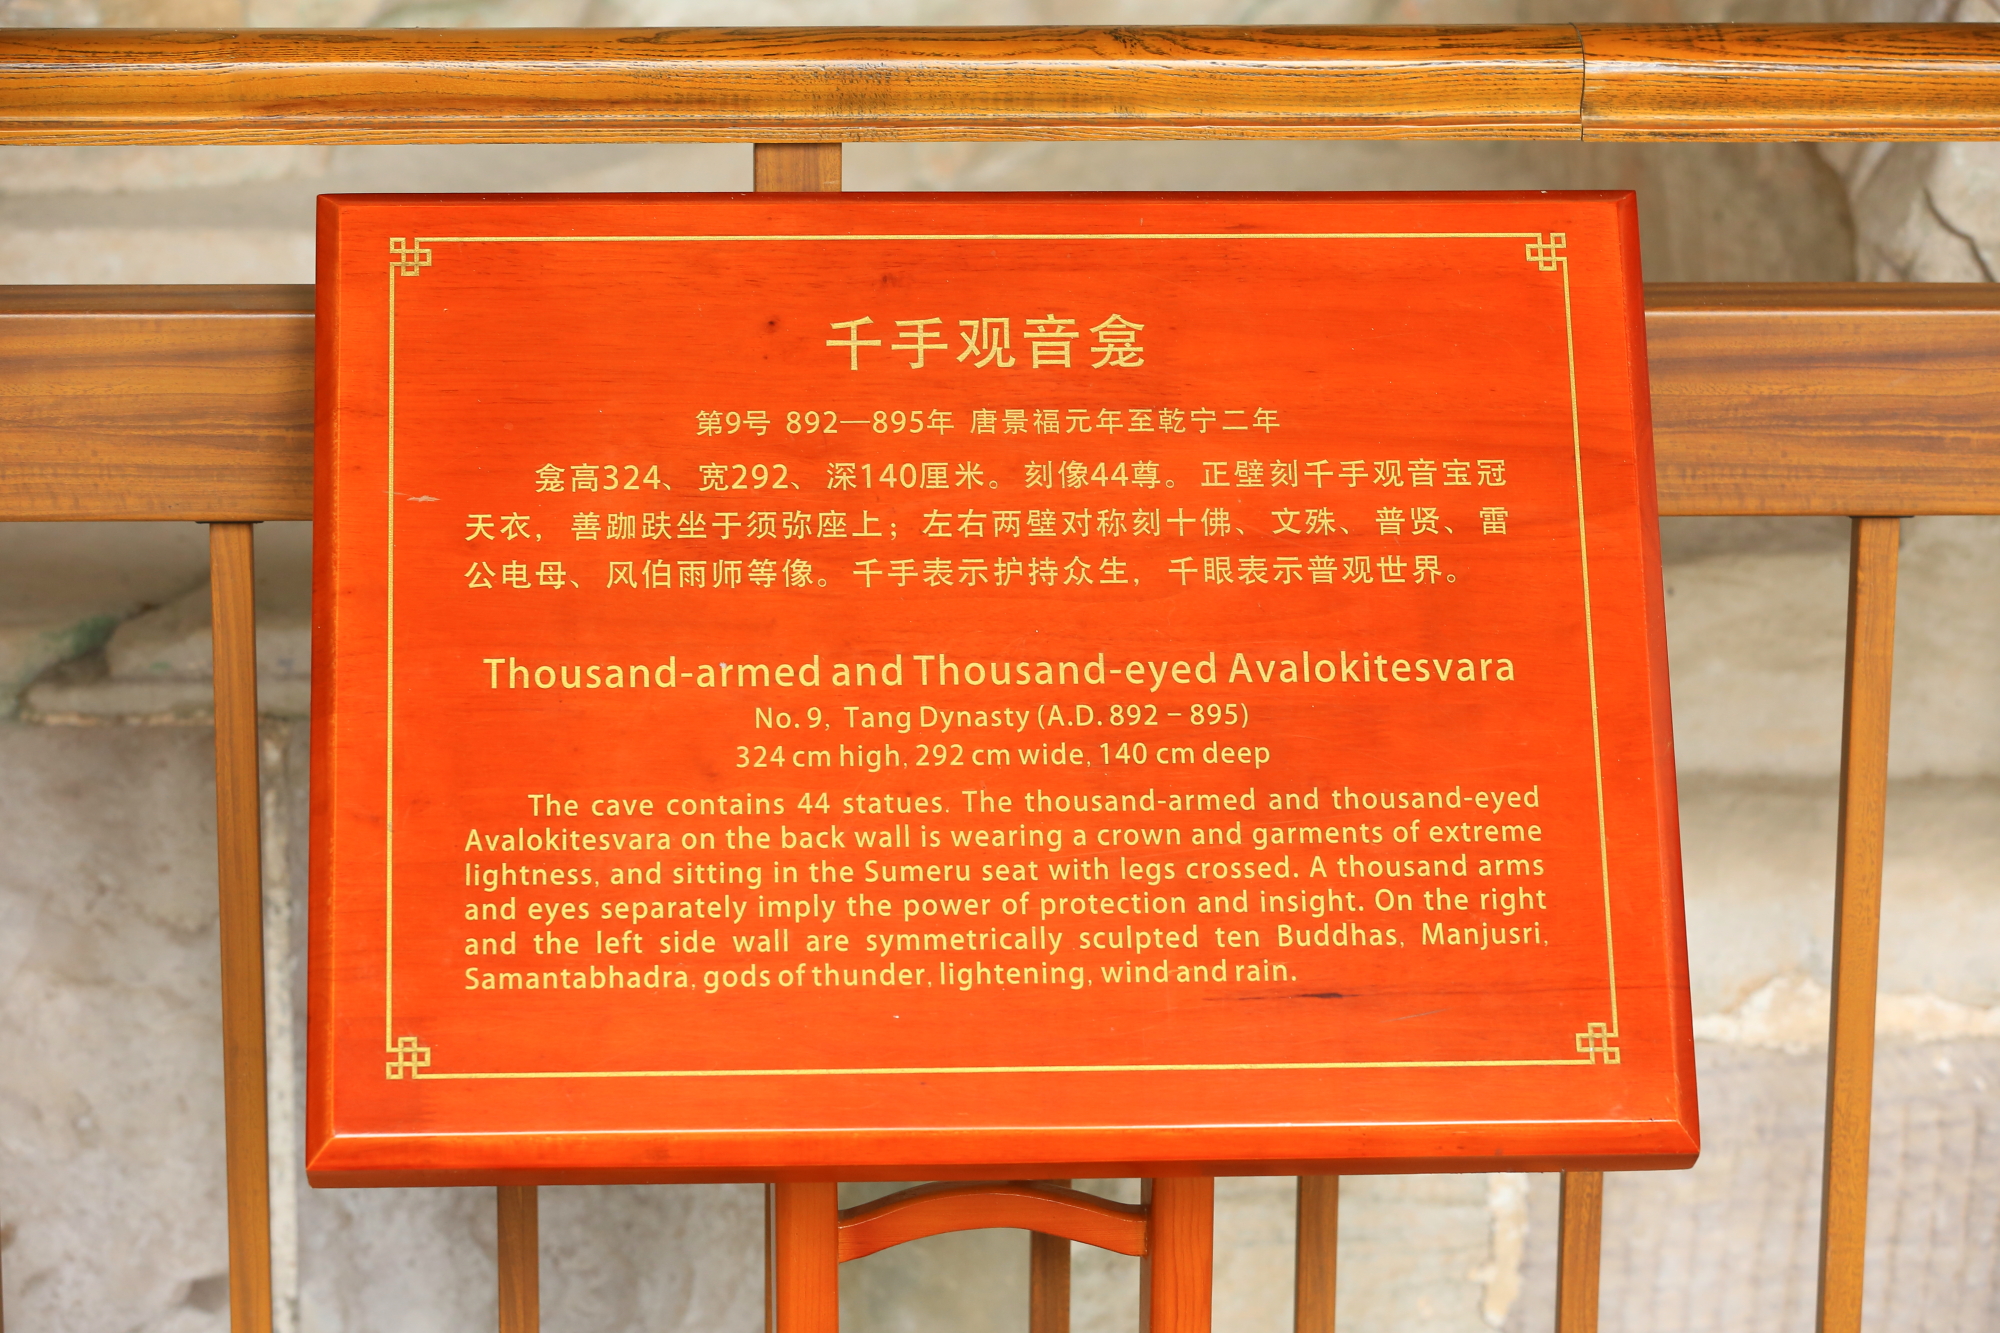 千手观音龛
第9号 892—895年 唐景福元年至乾宁二年
龛高324、宽292、深140厘米。刻像44尊。正壁刻千手观音宝冠
天衣，善跏趺坐于须弥座上；左右两壁对称刻十佛、文殊、普贤、雷
公电母、风伯雨师等像。千手表示护持众生，千眼表示普观世界。
Thousand-armed and Thousand-eyed Avalokitesvara
No. 9, Tang Dynasty (A.D. 892 – 895)
324 cm high, 292 cm wide, 140 cm deep
The cave contains 44 statues. The thousand-armed and thousand-eyed
Avalokitesvara on the back wall is wearing a crown and garments of extreme
lightness, and sitting in the Sumeru seat with legs crossed. A thousand arms
and eyes separately imply the power of protection and insight. On the right
and the left side wall are symmetrically sculpted ten Buddhas, Manjusri,
Samantabhadra, gods of thunder, lightening, wind and rain.